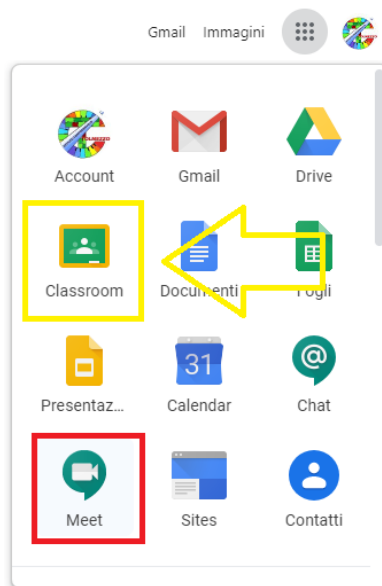 Gmail Immagini
Account Gmail Drive
Classroom Documenti Fogli
31
Presentaz... Calendar Chat
Meet Sites Contatti